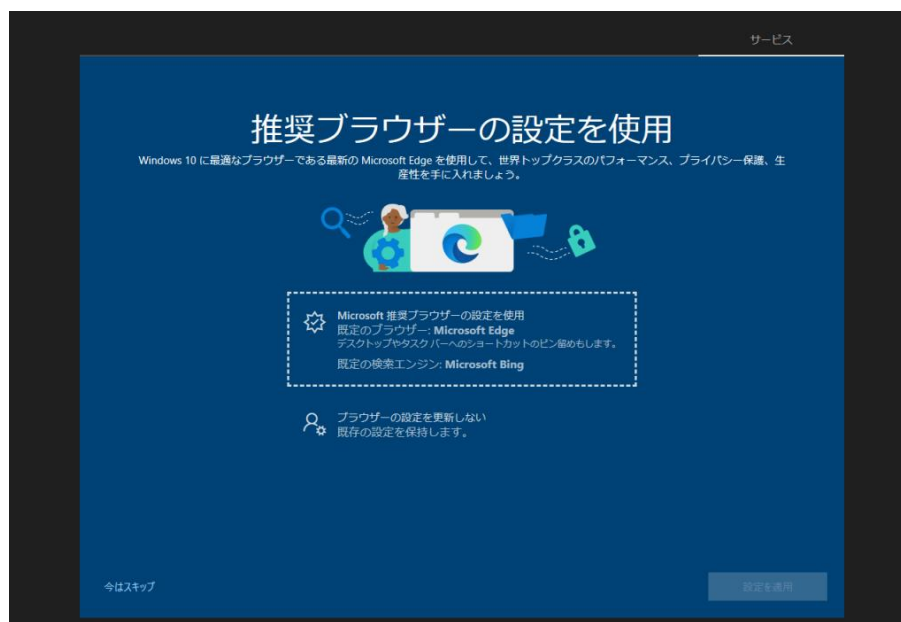 サービス
推奨ブラウザーの設定を使用
Windows 10 に最適なブラウザーである最新の Microsoft Edge を使用して、世界トップクラスのパフォーマンス、プライバシー保護、生
産性を手に入れましょう。
Microsoft 推奨ブラウザーの設定を使用
既定のブラウザー: Microsoft Edge
デスクトップやタスク バーへのショートカットのピン留めもします。
既定の検索エンジン: Microsoft Bing
ブラウザーの設定を更新しない
既存の設定を保持します。
今はスキップ
設定を適用